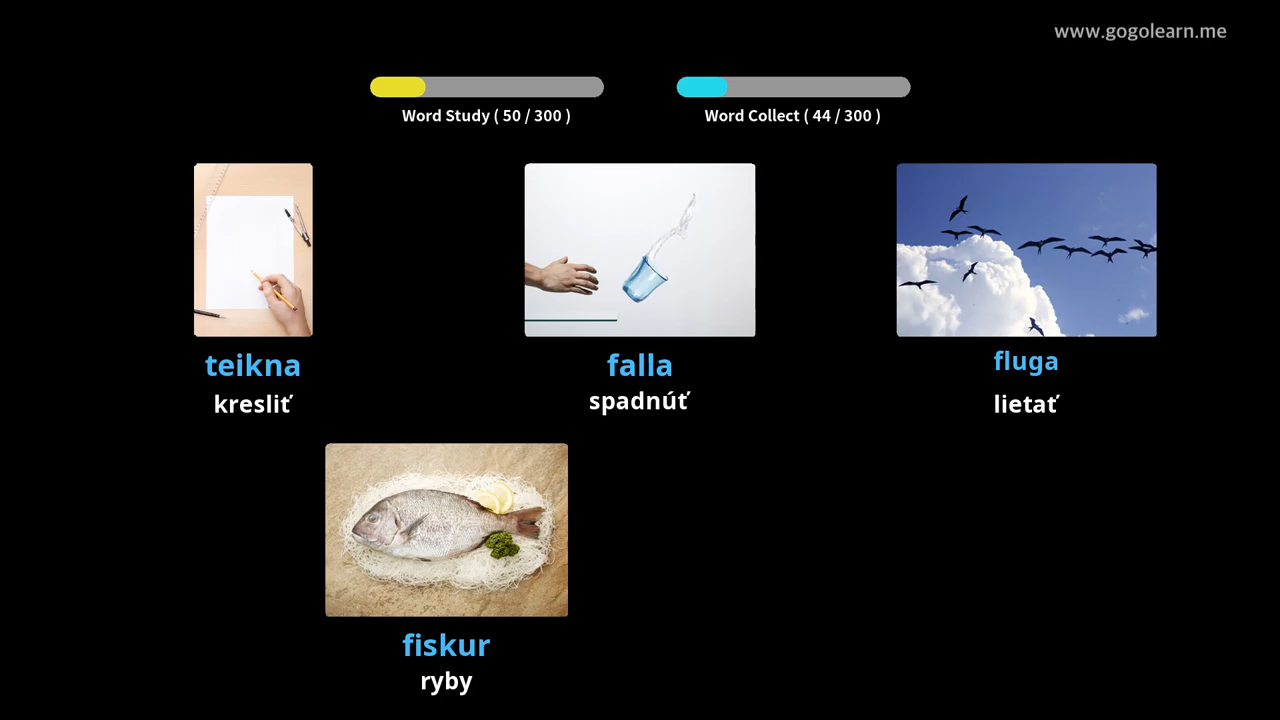 www.gogolearn.me
Word Study ( 50 / 300 )
Word Collect ( 44 / 300 )
teikna
kresliť
falla
spadnúť
fluga
lietať
fiskur
ryby